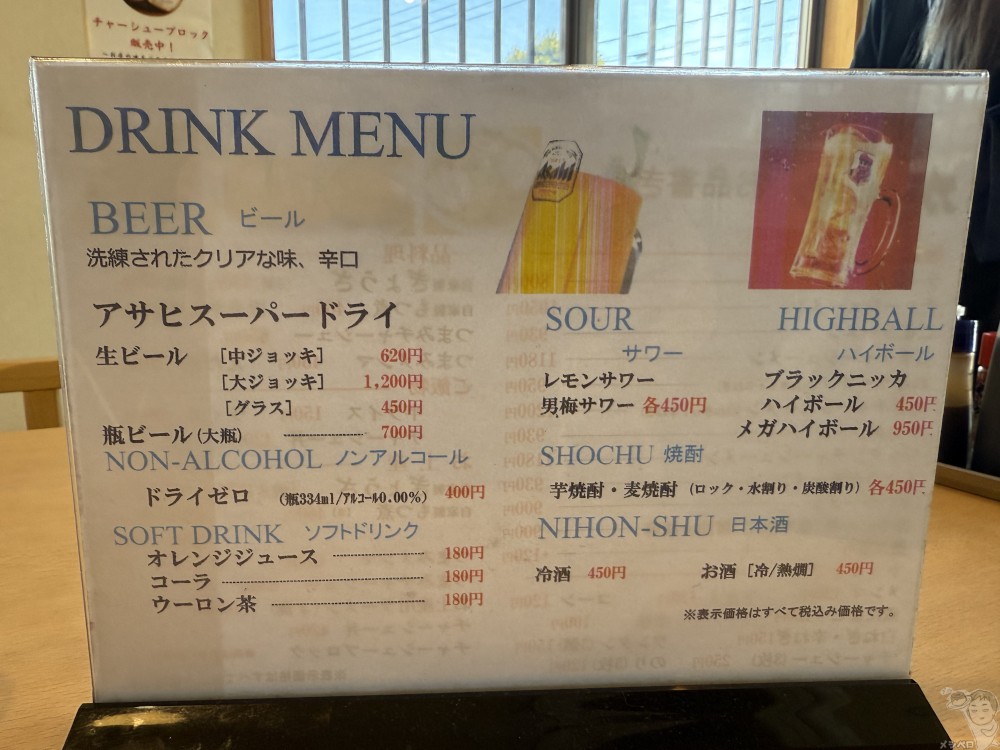 チャーシューブロック
販売中！
DRINK MENU
BEER ビール
洗練されたクリアな味、辛口
アサヒスーパードライ
生ビール [中ジョッキ] 620円
[大ジョッキ] 1,200円
[グラス] 450円
瓶ビール(大瓶) 700円
NON-ALCOHOL ノンアルコール
ドライゼロ (瓶334ml/アルコール0.00%) 400円
SOFT DRINK ソフトドリンク
オレンジジュース 180円
コーラ 180円
ウーロン茶 180円
Asahi
SOUR
サワー
レモンサワー
男梅サワー 各450円
HIGHBALL
ハイボール
ブラックニッカ
ハイボール 450円
メガハイボール 950円
SHOCHU 焼酎
芋焼酎・麦焼酎 (ロック・水割り・炭酸割り) 各450円
NIHON-SHU 日本酒
冷酒 450円 お酒 [冷/熱燗] 450円
※表示価格はすべて税込み価格です。
メシペロ